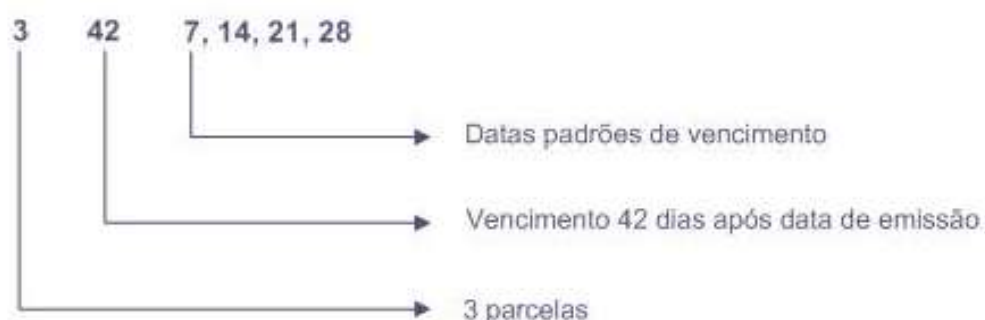 3 42 7, 14, 21, 28
Datas padrões de vencimento
Vencimento 42 dias após data de emissão
3 parcelas